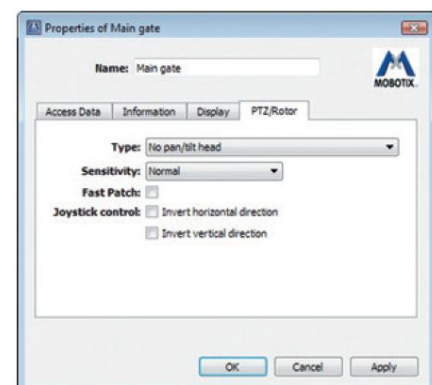 Properties of Main gate
Name: Main gate
MOBOTIX
Access Data Information Display PTZ/Rotor
Type: No pan/tilt head
Sensitivity: Normal
Fast Patch:
Joystick control: Invert horizontal direction
Invert vertical direction
OK Cancel Apply